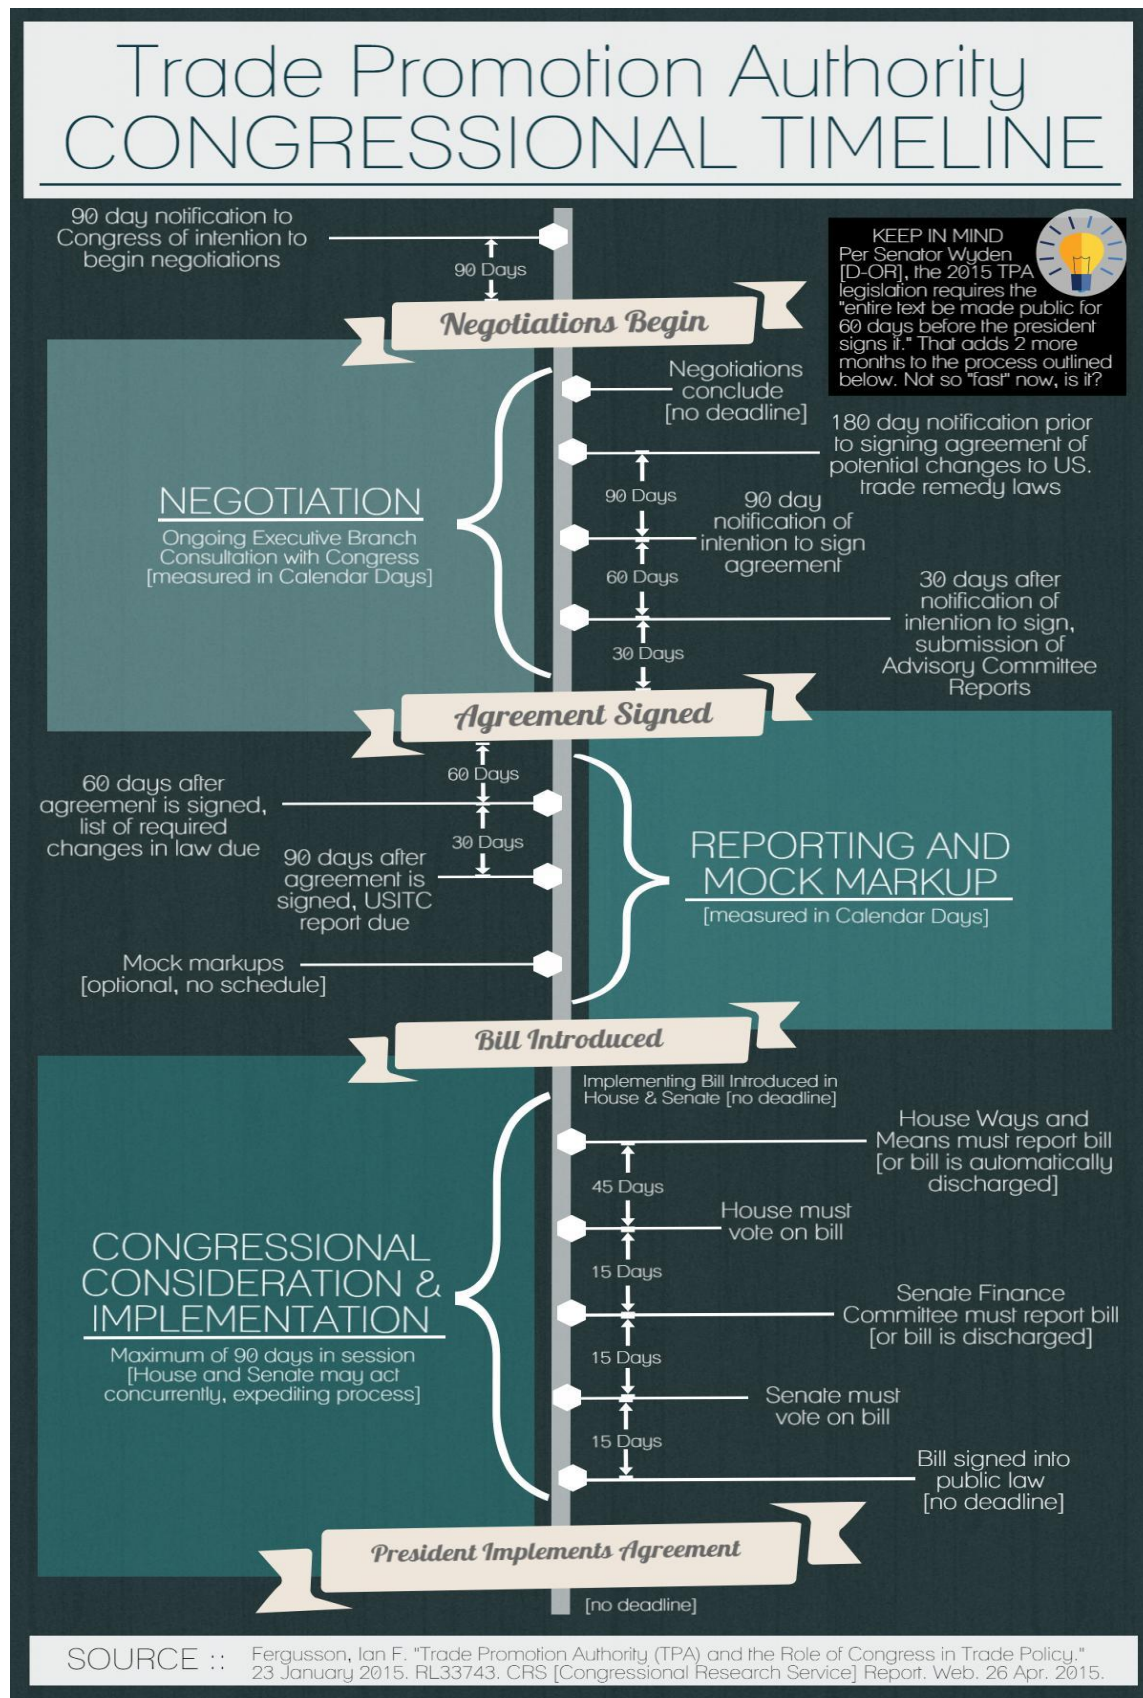 Trade Promotion Authority
CONGRESSIONAL TIMELINE
90 day notification to
Congress of intention to
begin negotiations
90 Days
KEEP IN MIND
Per Senator Wyden
[D-OR], the 2015 TPA
legislation requires the
"entire text be made public for
60 days before the president
signs it." That adds 2 more
months to the process outlined
below. Not so "fast" now, is it?
Negotiations Begin
Negotiations
conclude
[no deadline]
180 day notification prior
to signing agreement of
potential changes to US.
trade remedy laws
NEGOTIATION
Ongoing Executive Branch
Consultation with Congress
[measured in Calendar Days]
90 Days
90 day
notification of
intention to sign
agreement
60 Days
30 days after
notification of
intention to sign,
submission of
Advisory Committee
Reports
30 Days
Agreement Signed
60 Days
60 days after
agreement is signed,
list of required
changes in law due
30 Days
90 days after
agreement is
signed, USITC
report due
REPORTING AND
MOCK MARKUP
[measured in Calendar Days]
Mock markups
[optional, no schedule]
Bill Introduced
Implementing Bill Introduced in
House & Senate [no deadline]
House Ways and
Means must report bill
[or bill is automatically
discharged]
45 Days
House must
vote on bill
CONGRESSIONAL
CONSIDERATION &
IMPLEMENTATION
Maximum of 90 days in session
[House and Senate may act
concurrently, expediting process]
15 Days
Senate Finance
Committee must report bill
[or bill is discharged]
15 Days
Senate must
vote on bill
15 Days
Bill signed into
public law
[no deadline]
President Implements Agreement
[no deadline]
SOURCE ::
Fergusson, Ian F. "Trade Promotion Authority (TPA) and the Role of Congress in Trade Policy."
23 January 2015. RL33743. CRS [Congressional Research Service] Report. Web. 26 Apr. 2015.